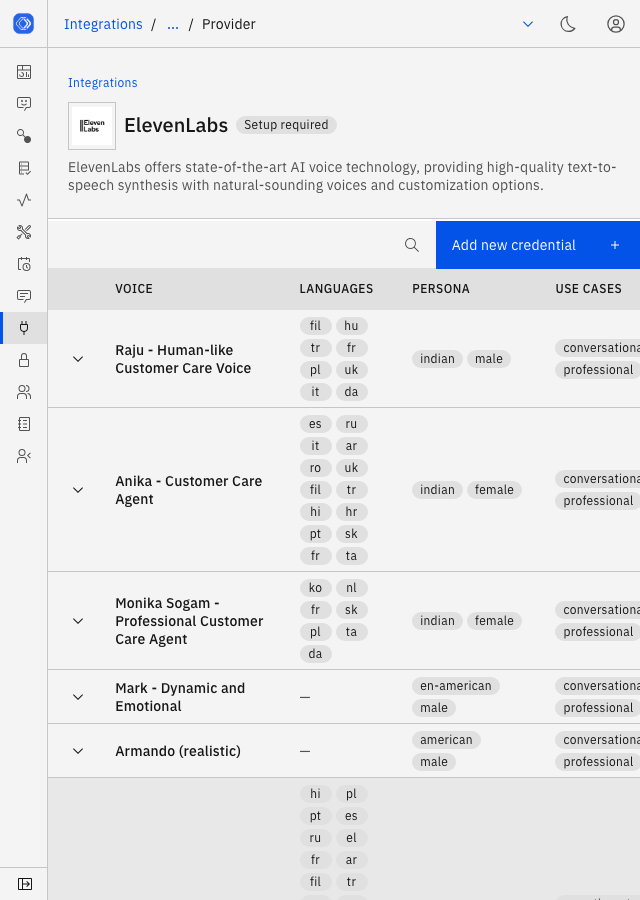 Integrations / ... / Provider
Integrations
ElevenLabs
ElevenLabs Setup required
ElevenLabs offers state-of-the-art AI voice technology, providing high-quality text-to-
speech synthesis with natural-sounding voices and customization options.
Add new credential +
VOICE LANGUAGES PERSONA USE CASES
Raju - Human-like
Customer Care Voice
fil hu
tr fr
pl uk
it da
indian male
conversationa
professional
Anika - Customer Care
Agent
es ru
it ar
ro uk
fil tr
hi hr
pt sk
fr ta
indian female
conversationa
professional
Monika Sogam -
Professional Customer
Care Agent
ko nl
fr sk
pl ta
da
indian female
conversationa
professional
Mark - Dynamic and
Emotional
—
en-american
male
conversationa
professional
Armando (realistic)
—
american
male
conversationa
professional
hi pl
pt es
ru el
fr ar
fil tr